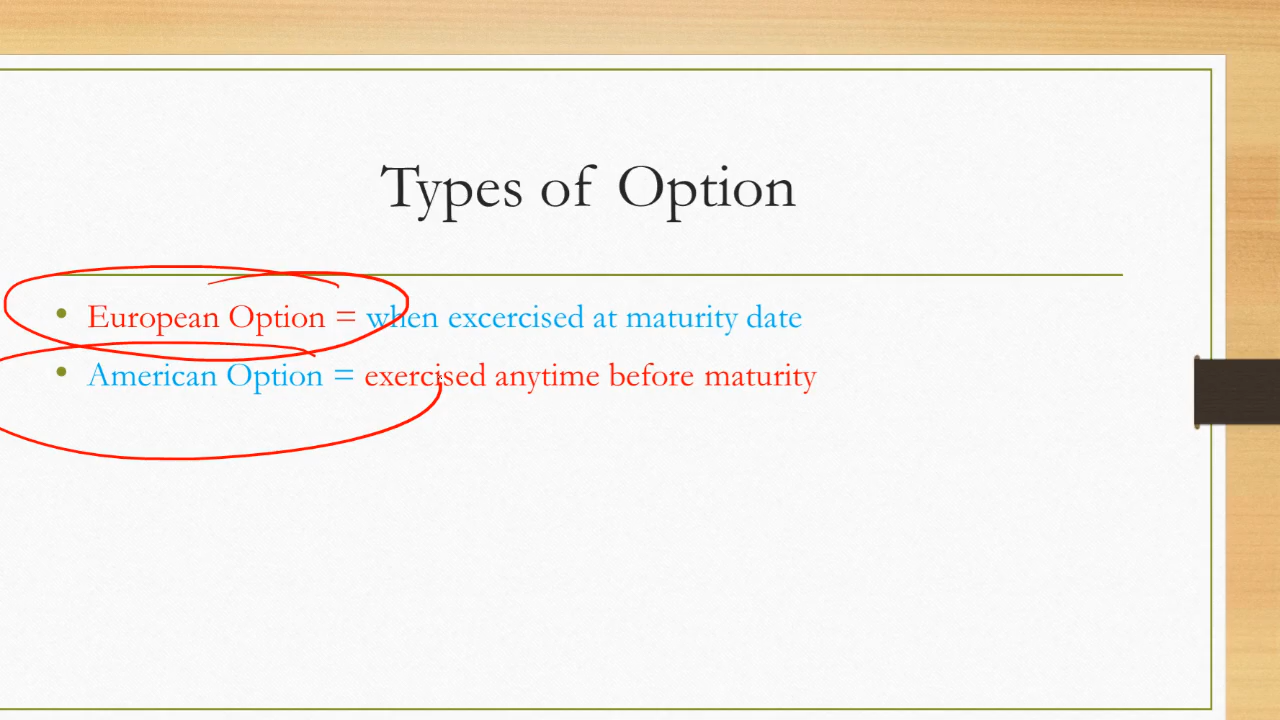 Types of Option
• European Option = when excercised at maturity date
• American Option = exercised anytime before maturity